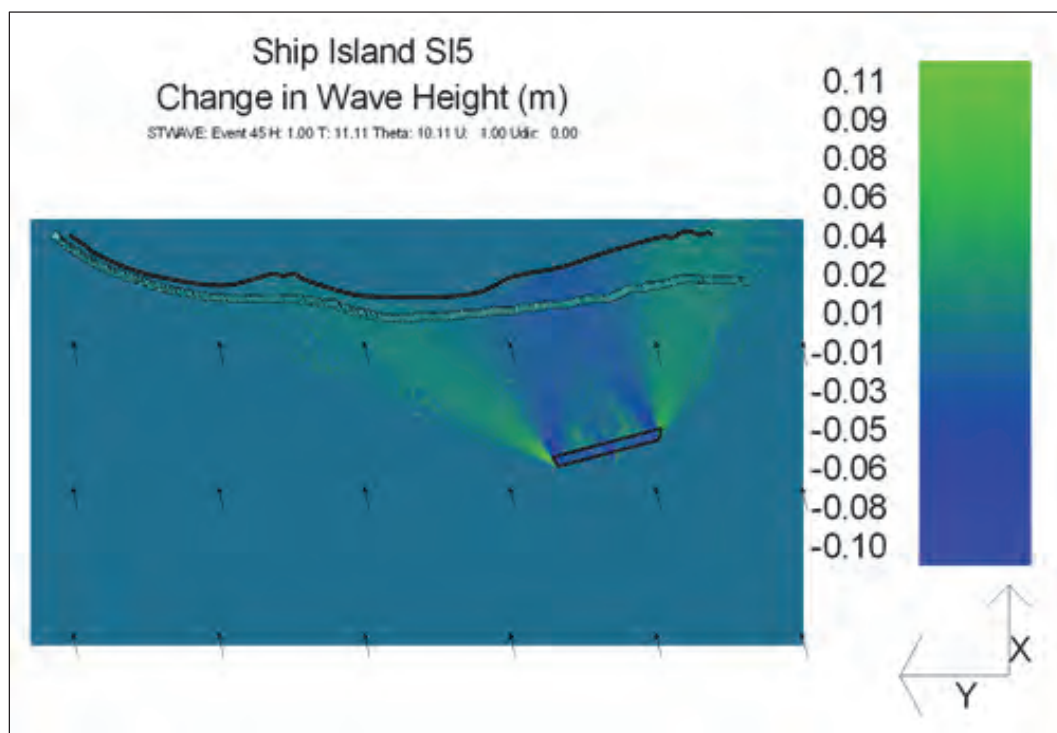 Ship Island SI5
Change in Wave Height (m)
STWAVE: Event 45 H: 1.00 T: 11.11 Theta: 10.11 U: 1.00 Udir: 0.00
0.11
0.09
0.08
0.06
0.04
0.02
0.01
-0.01
-0.03
-0.05
-0.06
-0.08
-0.10
X
Y